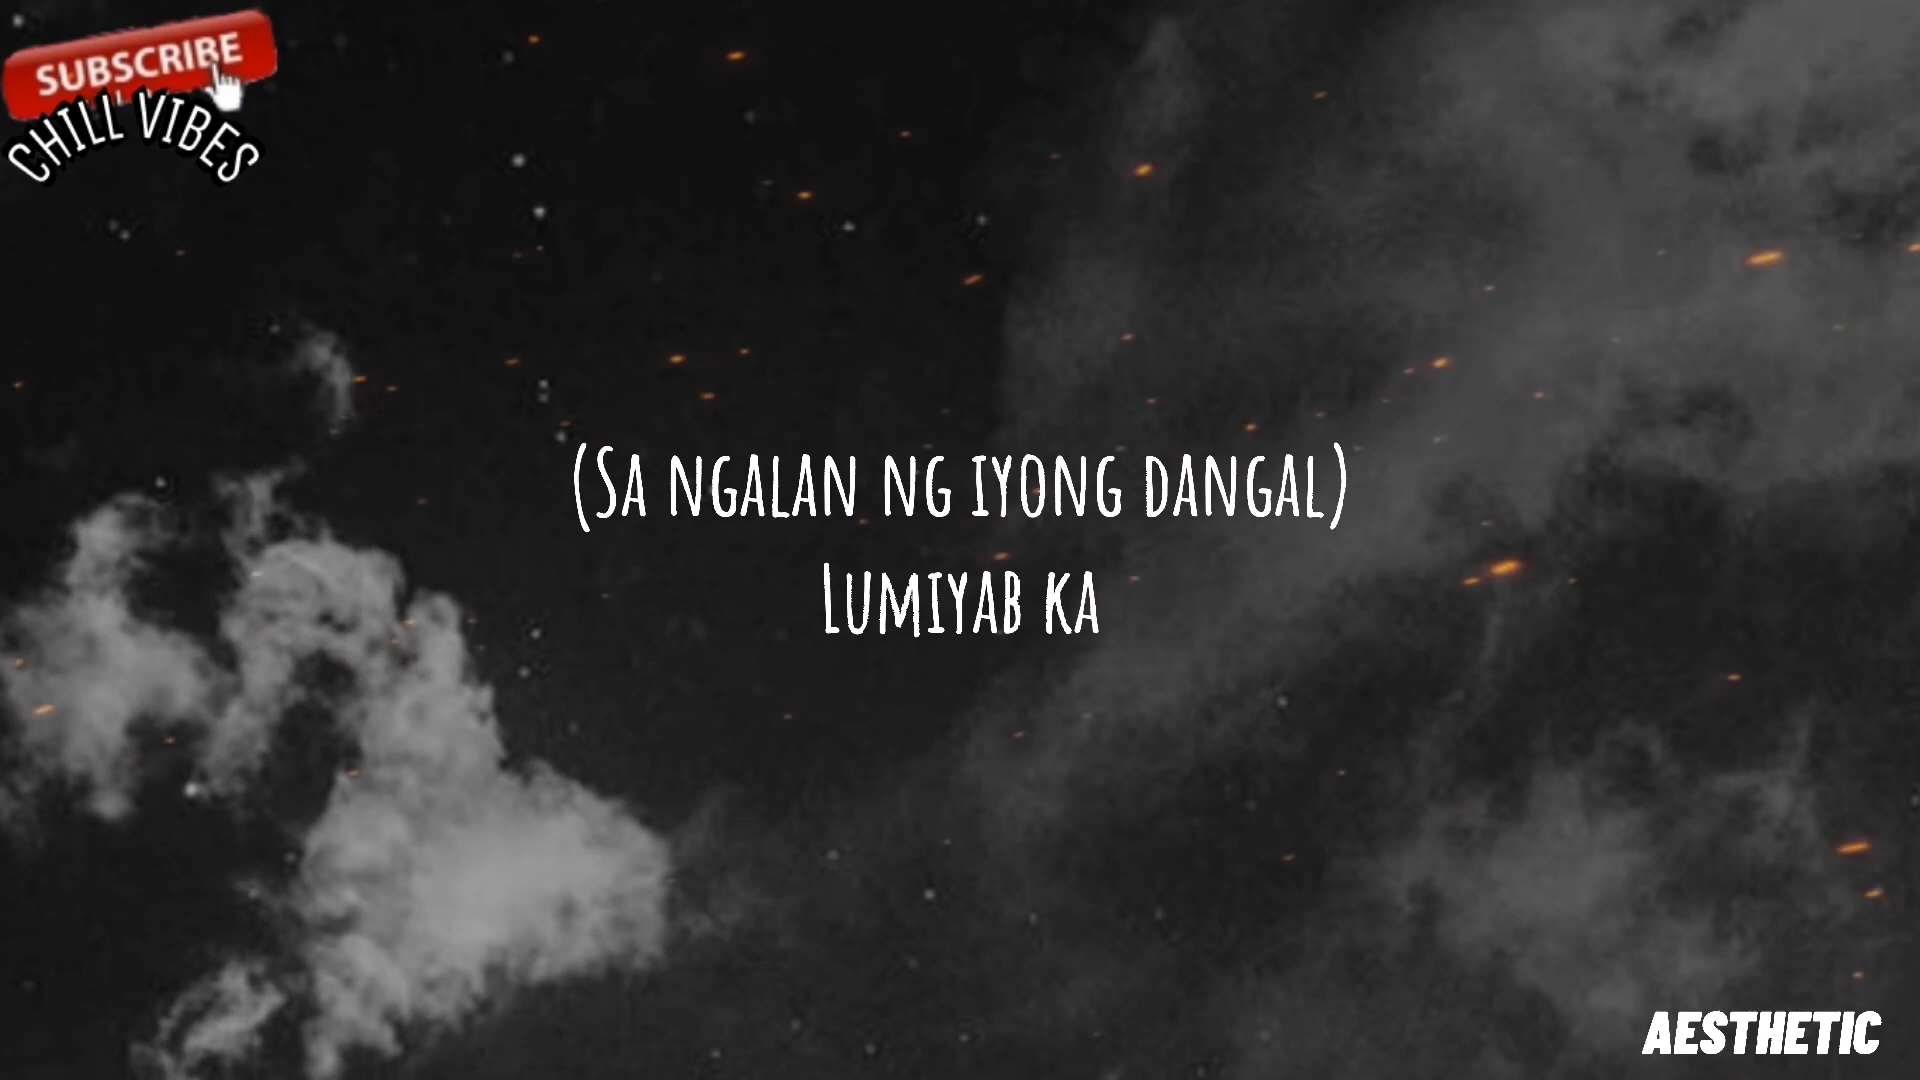 SUBSCRIBE
CHILL VIBES
(Sa ngalan ng iyong dangal)
Lumiyab ka
AESTHETIC